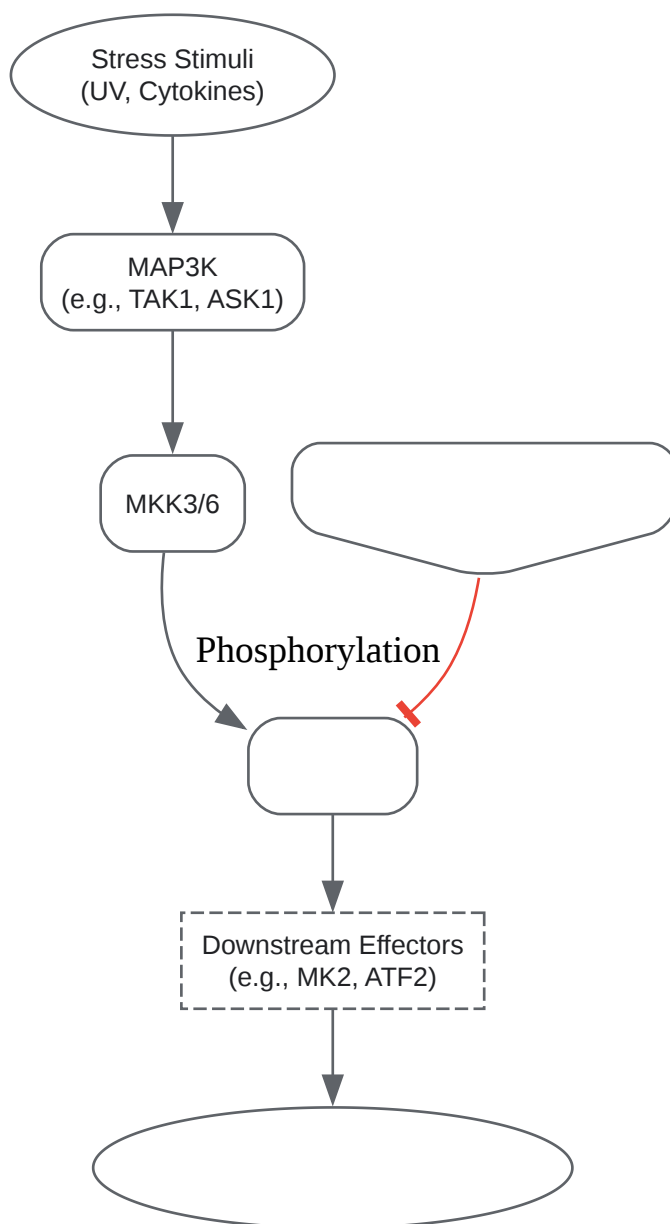 Stress Stimuli
(UV, Cytokines)
MAP3K
(e.g., TAK1, ASK1)
MKK3/6
Phosphorylation
Downstream Effectors
(e.g., MK2, ATF2)